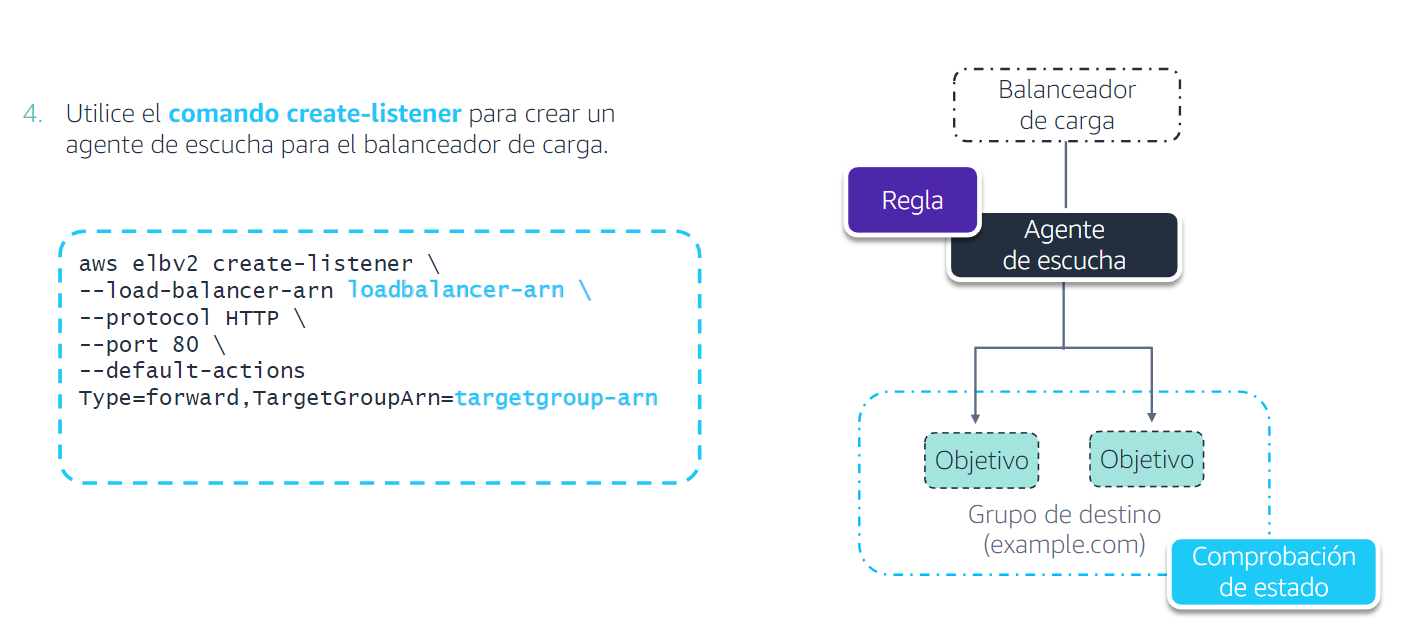 4. Utilice el comando create-listener para crear un
agente de escucha para el balanceador de carga.
aws elbv2 create-listener \
--load-balancer-arn loadbalancer-arn \
--protocol HTTP \
--port 80 \
--default-actions
Type=forward,TargetGroupArn=targetgroup-arn
Balanceador
de carga
Regla
Agente
de escucha
Objetivo
Objetivo
Grupo de destino
(example.com)
Comprobación
de estado